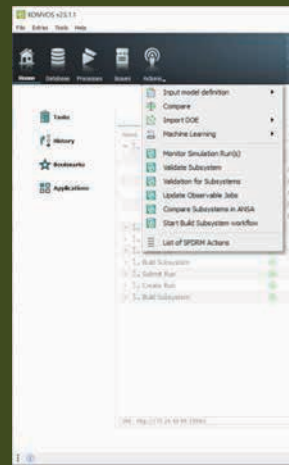 KOMVOS v23.1.1
File Extras Tools Help
Home Database Processes Issues Actions
Tasks
History
Bookmarks
Applications
Name
Input model definition
Compare
Import DOE
Machine Learning
Monitor Simulation Run(s)
Validate Subsystem
Validation for Subsystems
Update Observable Jobs
Compare Subsystems in ANSA
Start Build Subsystem workflow
List of SPDRM Actions
Build Subsystem
Submit Run
Create Run
Build Subsystem